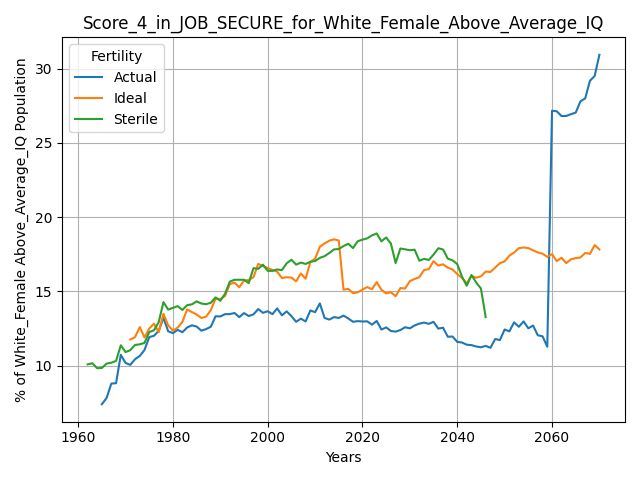 Score_4_in_JOB_SECURE_for_White_Female_Above_Average_IQ
Fertility
Actual
Ideal
Sterile
% of White_Female Above_Average_IQ Population
30
25
20
15
10
1960
1980
2000
2020
2040
2060
Years